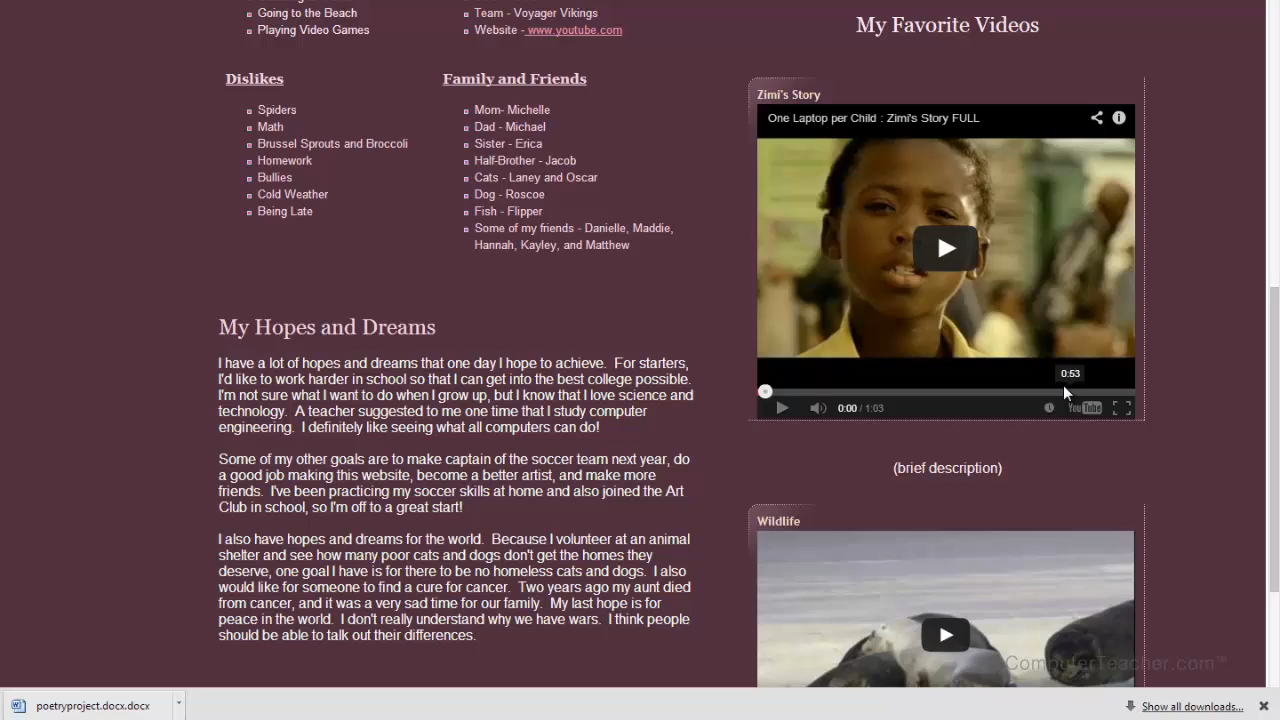 Going to the Beach
Playing Video Games
Team - Voyager Vikings
Website - www.youtube.com
Dislikes
Spiders
Math
Brussel Sprouts and Broccoli
Homework
Bullies
Cold Weather
Being Late
Family and Friends
Mom- Michelle
Dad - Michael
Sister - Erica
Half-Brother - Jacob
Cats - Laney and Oscar
Dog - Roscoe
Fish - Flipper
Some of my friends - Danielle, Maddie,
Hannah, Kayley, and Matthew
My Hopes and Dreams
I have a lot of hopes and dreams that one day I hope to achieve.  For starters,
I'd like to work harder in school so that I can get into the best college possible.
I'm not sure what I want to do when I grow up, but I know that I love science and
technology.  A teacher suggested to me one time that I study computer
engineering.  I definitely like seeing what all computers can do!
Some of my other goals are to make captain of the soccer team next year, do
a good job making this website, become a better artist, and make more
friends.  I've been practicing my soccer skills at home and also joined the Art
Club in school, so I'm off to a great start!
I also have hopes and dreams for the world.  Because I volunteer at an animal
shelter and see how many poor cats and dogs don't get the homes they
deserve, one goal I have is for there to be no homeless cats and dogs.  I also
would like for someone to find a cure for cancer.  Two years ago my aunt died
from cancer, and it was a very sad time for our family.  My last hope is for
peace in the world.  I don't really understand why we have wars.  I think people
should be able to talk out their differences.
My Favorite Videos
Zimi's Story
One Laptop per Child : Zimi's Story FULL
0:53
0:00 / 1:03
YouTube
(brief description)
Wildlife
ComputerTeacher.com™
poetryproject.docx.docx
Show all downloads...